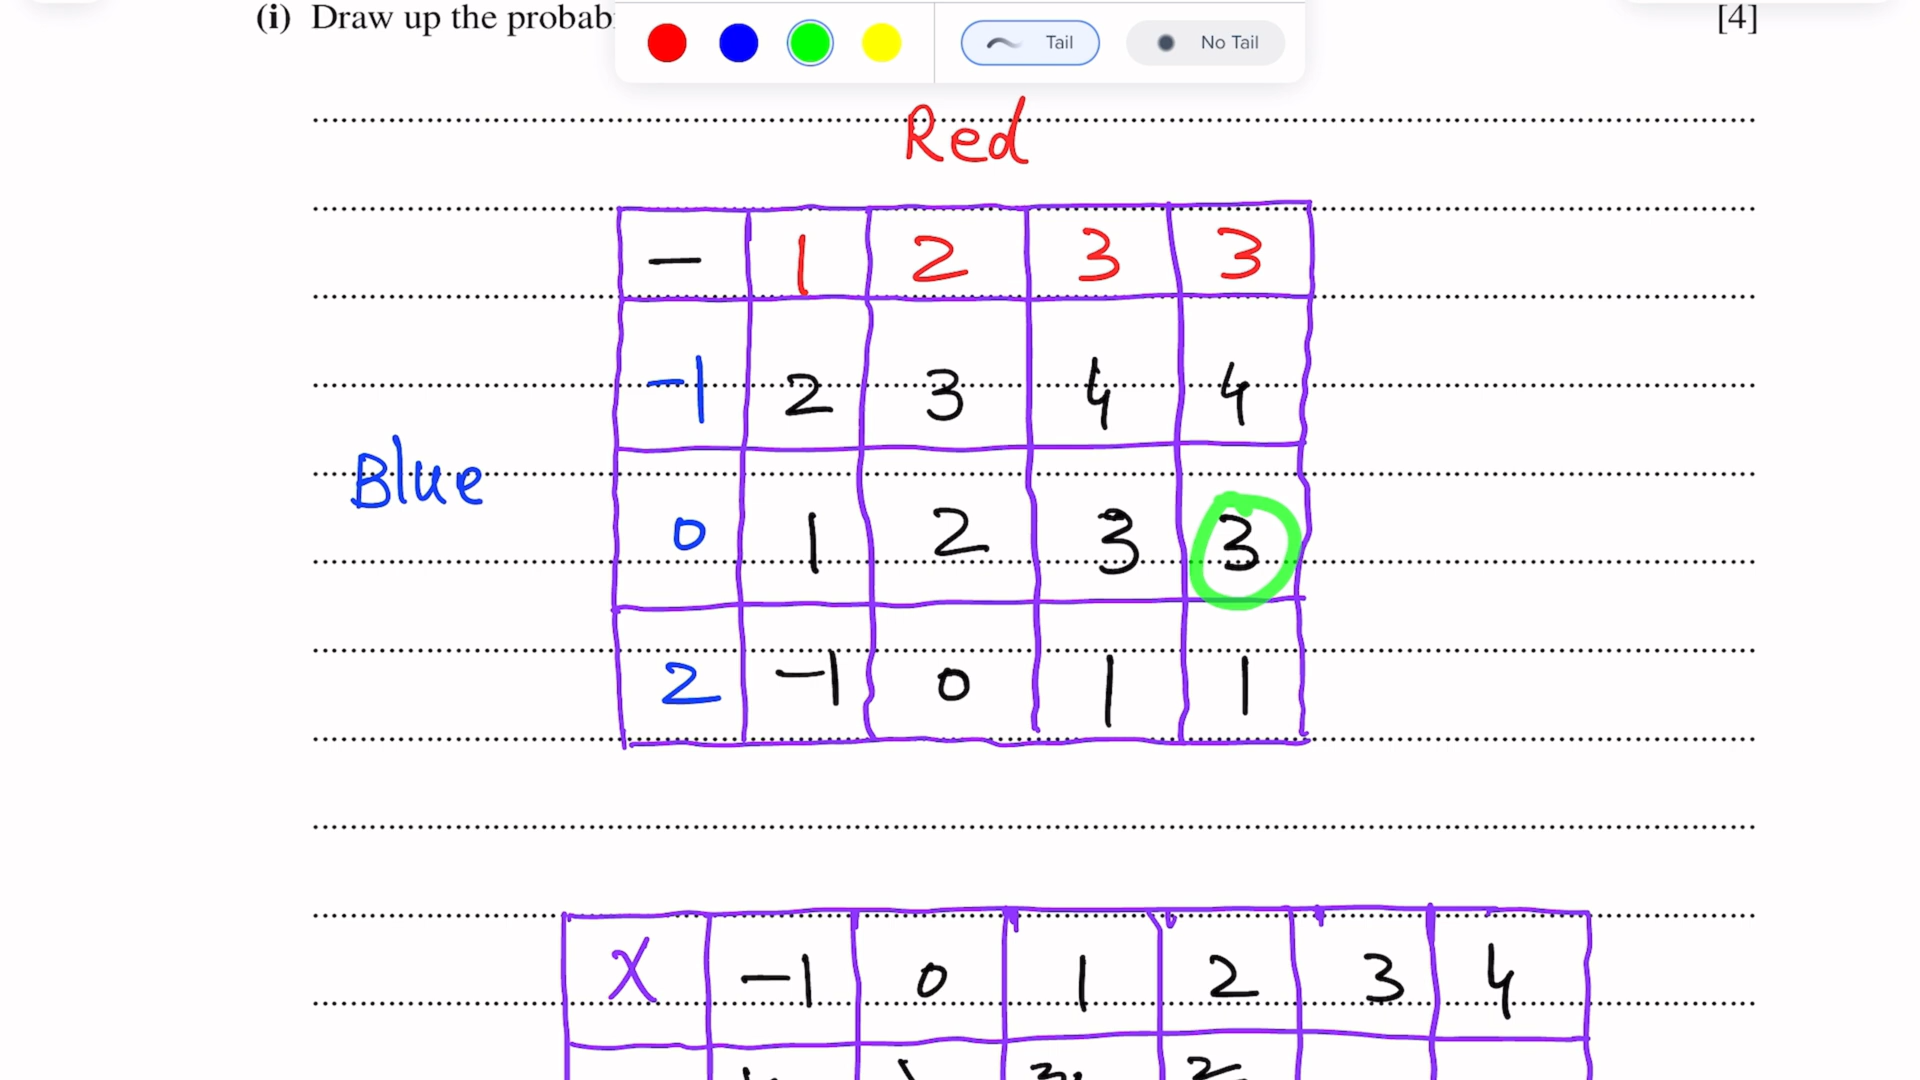 (i) Draw up the probab
[4]
Tail
No Tail
Red
– 1 2 3 3
-1 2 3 4 4
Blue
0 1 2 3 3
2 -1 0 1 1
X -1 0 1 2 3 4